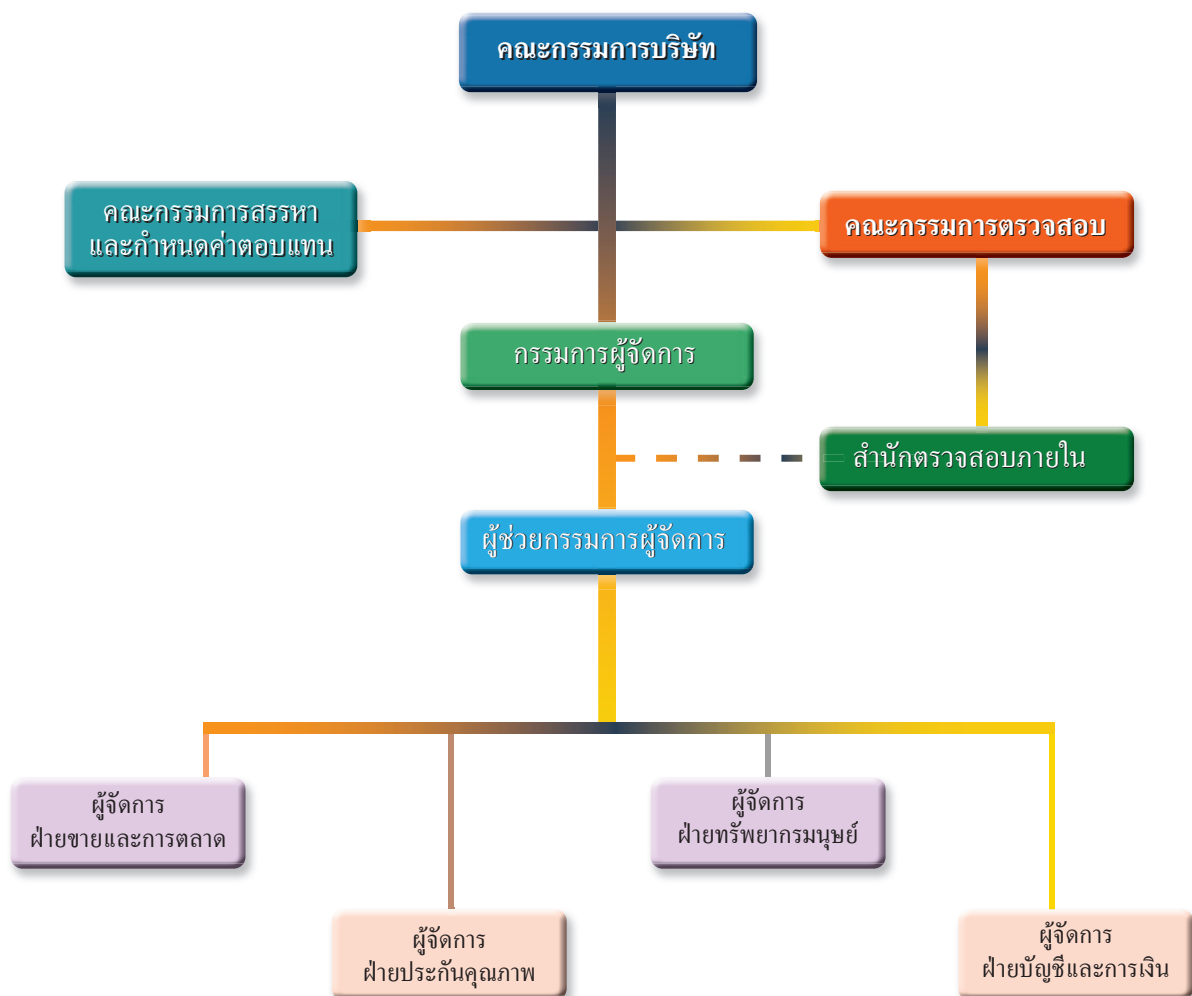 คณะกรรมการบริษัท
คณะกรรมการสรรหา
และกำหนดค่าตอบแทน
คณะกรรมการตรวจสอบ
กรรมการผู้จัดการ
สำนักตรวจสอบภายใน
ผู้ช่วยกรรมการผู้จัดการ
ผู้จัดการ
ฝ่ายขายและการตลาด
ผู้จัดการ
ฝ่ายทรัพยากรมนุษย์
ผู้จัดการ
ฝ่ายประกันคุณภาพ
ผู้จัดการ
ฝ่ายบัญชีและการเงิน